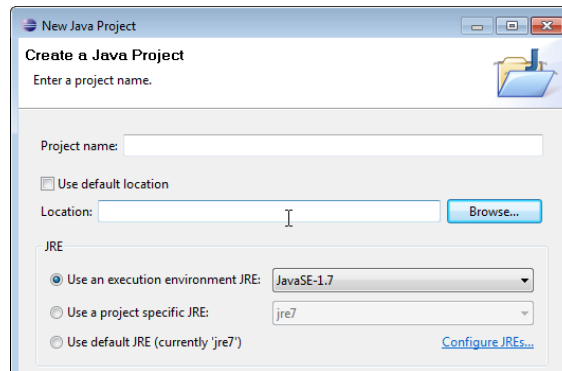 New Java Project
Create a Java Project
Enter a project name.
Project name:
Use default location
Location:
Browse...
JRE
Use an execution environment JRE:
JavaSE-1.7
Use a project specific JRE:
jre7
Use default JRE (currently 'jre7')
Configure JREs...